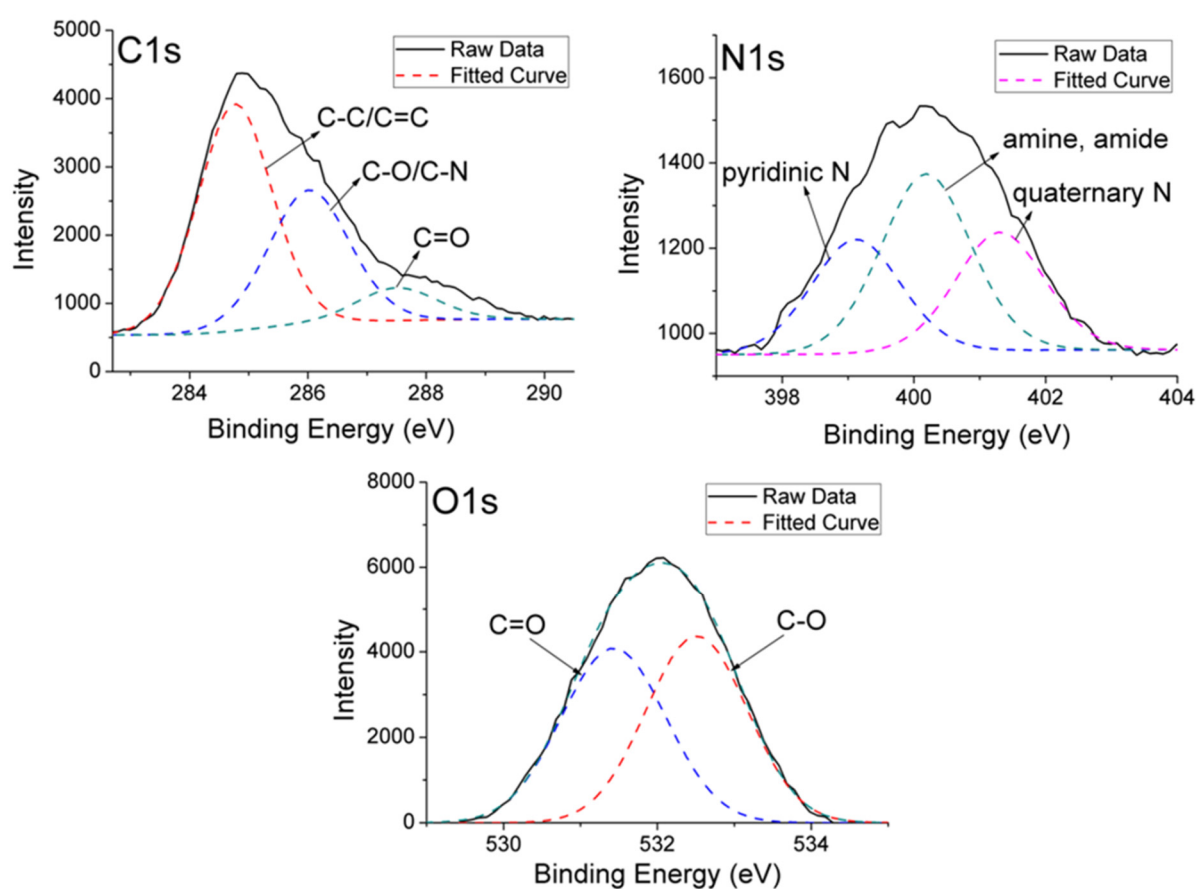 C1s
Raw Data
Fitted Curve
C-C/C=C
C-O/C-N
C=O
5000
4000
3000
2000
1000
0
Intensity
284
286
288
290
Binding Energy (eV)
N1s
Raw Data
Fitted Curve
pyridinic N
amine, amide
quaternary N
1600
1400
1200
1000
Intensity
398
400
402
404
Binding Energy (eV)
O1s
Raw Data
Fitted Curve
C=O
C-O
8000
6000
4000
2000
0
Intensity
530
532
534
Binding Energy (eV)